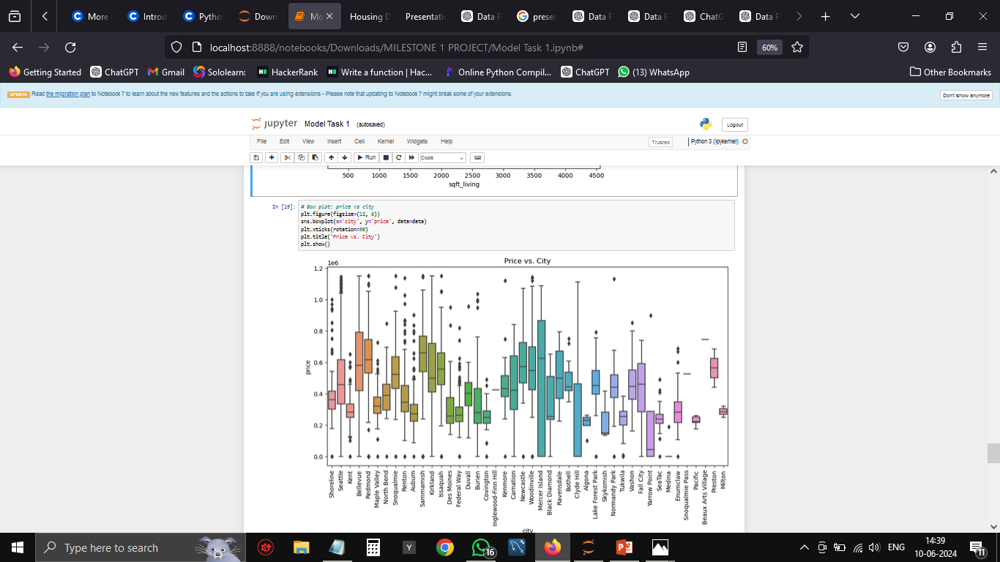 More
Introd
Pytho
Down
Mo
Housing D
Presentati
Data P
preser
Data P
Data P
ChatG
Data P
localhost:8888/notebooks/Downloads/MILESTONE 1 PROJECT/Model Task 1.ipynb#
60%
Getting Started
ChatGPT
Gmail
Sololearn:
HackerRank
Write a function | Hac...
Online Python Compil...
ChatGPT
(13) WhatsApp
Other Bookmarks
UPDATE Read the migration plan to Notebook 7 to learn about the new features and the actions to take if you are using extensions - Please note that updating to Notebook 7 might break some of your extensions.
Don't show anymore
jupyter Model Task 1 (autosaved)
Logout
File Edit View Insert Cell Kernel Widgets Help
Trusted
Python 3 (ipykernel)
Run
Code
500 1000 1500 2000 2500 3000 3500 4000 4500
sqft_living
In [19]:
# Box plot: price vs city
plt.figure(figsize=(12, 6))
sns.boxplot(x='city', y='price', data=data)
plt.xticks(rotation=90)
plt.title('Price vs. City')
plt.show()
Price vs. City
1e6
1.2
1.0
0.8
0.6
0.4
0.2
0.0
price
Shoreline
Seattle
Kent
Bellevue
Redmond
Maple Valley
North Bend
Snoqualmie
Renton
Auburn
Sammamish
Kirkland
Issaquah
Des Moines
Federal Way
Duvall
Burien
Covington
Inglewood-Finn Hill
Kenmore
Carnation
Newcastle
Woodinville
Mercer Island
Black Diamond
Ravensdale
Bothell
Clyde Hill
Algona
Lake Forest Park
Skykomish
Normandy Park
Tukwila
Vashon
Fall City
Yarrow Point
SeaTac
Medina
Enumclaw
Snoqualmie Pass
Pacific
Beaux Arts Village
Preston
Milton
city
Type here to search
Y
16
ENG
14:39
10-06-2024
11